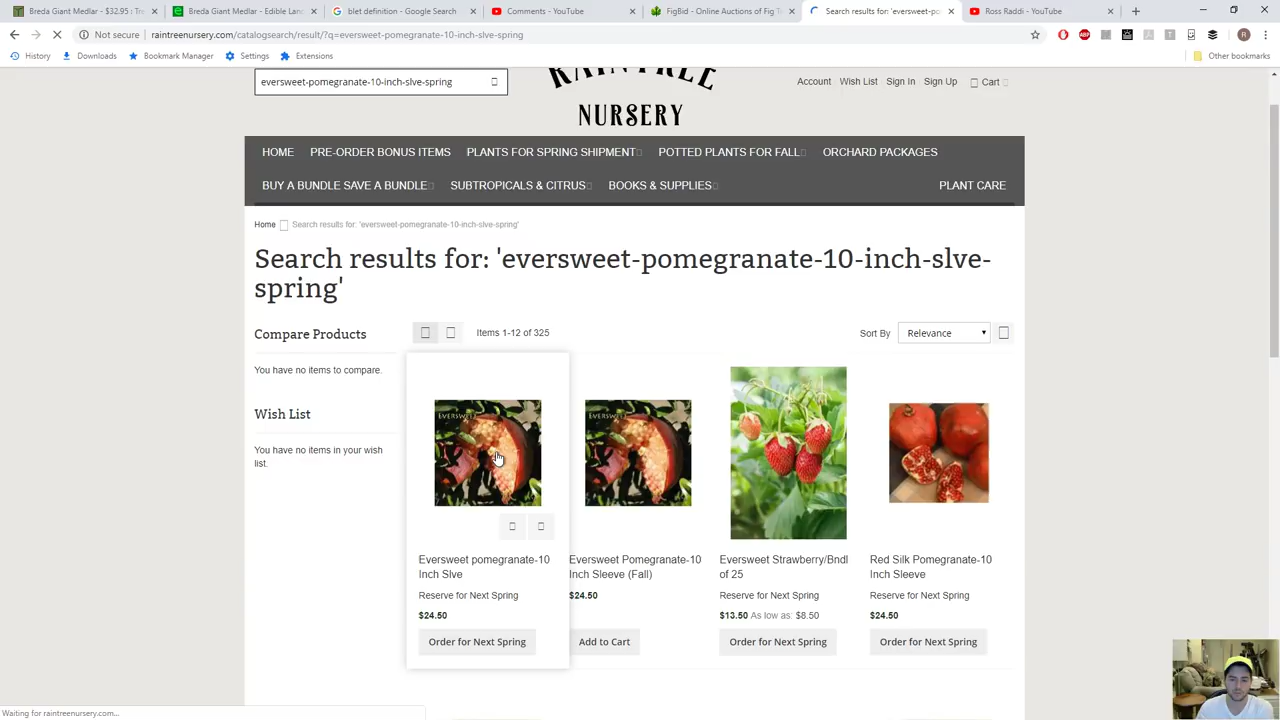 Breda Giant Medlar - $32.95 : Tr
Breda Giant Medlar - Edible Lan
blet definition - Google Search
Comments - YouTube
FigBid - Online Auctions of Fig T
Search results for: 'eversweet-po
Ross Raddi - YouTube
Not secure | raintreenursery.com/catalogsearch/result/?q=eversweet-pomegranate-10-inch-slve-spring
History Downloads Bookmark Manager Settings Extensions Other bookmarks
eversweet-pomegranate-10-inch-slve-spring
RAINTREE
NURSERY
Account Wish List Sign In Sign Up Cart
HOME PRE-ORDER BONUS ITEMS PLANTS FOR SPRING SHIPMENT POTTED PLANTS FOR FALL ORCHARD PACKAGES
BUY A BUNDLE SAVE A BUNDLE SUBTROPICALS & CITRUS BOOKS & SUPPLIES PLANT CARE
Home Search results for: 'eversweet-pomegranate-10-inch-slve-spring'
Search results for: 'eversweet-pomegranate-10-inch-slve-
spring'
Compare Products
You have no items to compare.
Wish List
You have no items in your wish
list.
Items 1-12 of 325
Sort By Relevance
EVERSWEET
EVERSWEET
Eversweet pomegranate-10
Inch Slve
Reserve for Next Spring
$24.50
Order for Next Spring
Eversweet Pomegranate-10
Inch Sleeve (Fall)
$24.50
Add to Cart
Eversweet Strawberry/Bndl
of 25
Reserve for Next Spring
$13.50 As low as: $8.50
Order for Next Spring
Red Silk Pomegranate-10
Inch Sleeve
Reserve for Next Spring
$24.50
Order for Next Spring
Waiting for raintreenursery.com...